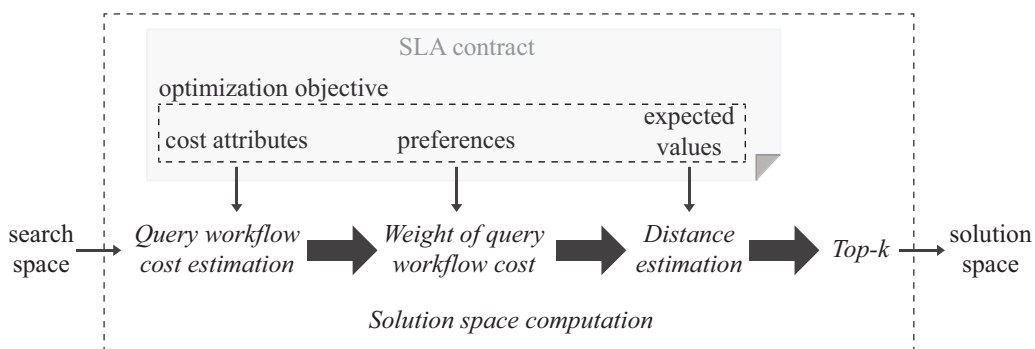 SLA contract
optimization objective
cost attributes
preferences
expected
values
search
space
Query workflow
cost estimation
Weight of query
workflow cost
Distance
estimation
Top-k
solution
space
Solution space computation